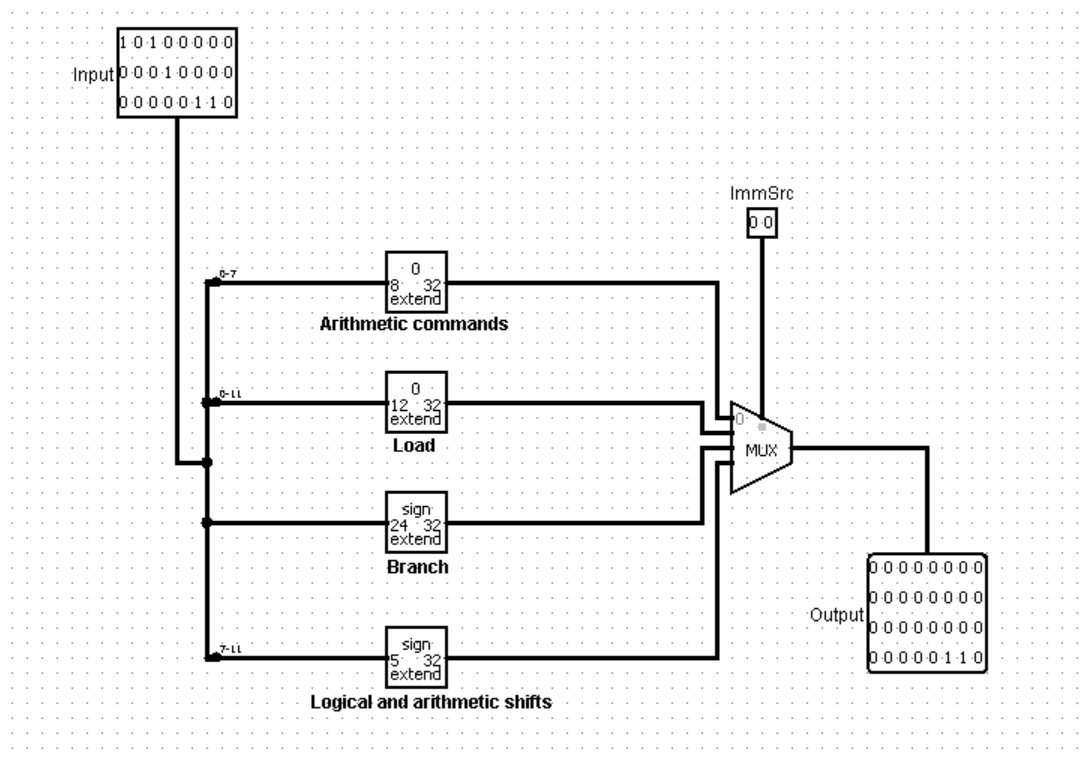 1 0 1 0 0 0 0 0
Input 0 0 0 1 0 0 0 0
0 0 0 0 0 1 1 0
ImmSrc
0 0
0-7
0
8 32
extend
Arithmetic commands
0-11
0
12 32
extend
Load
0
MUX
sign
24 32
extend
Branch
0 0 0 0 0 0 0 0
0 0 0 0 0 0 0 0
Output
0 0 0 0 0 0 0 0
0 0 0 0 0 1 1 0
7-11
sign
5 32
extend
Logical and arithmetic shifts